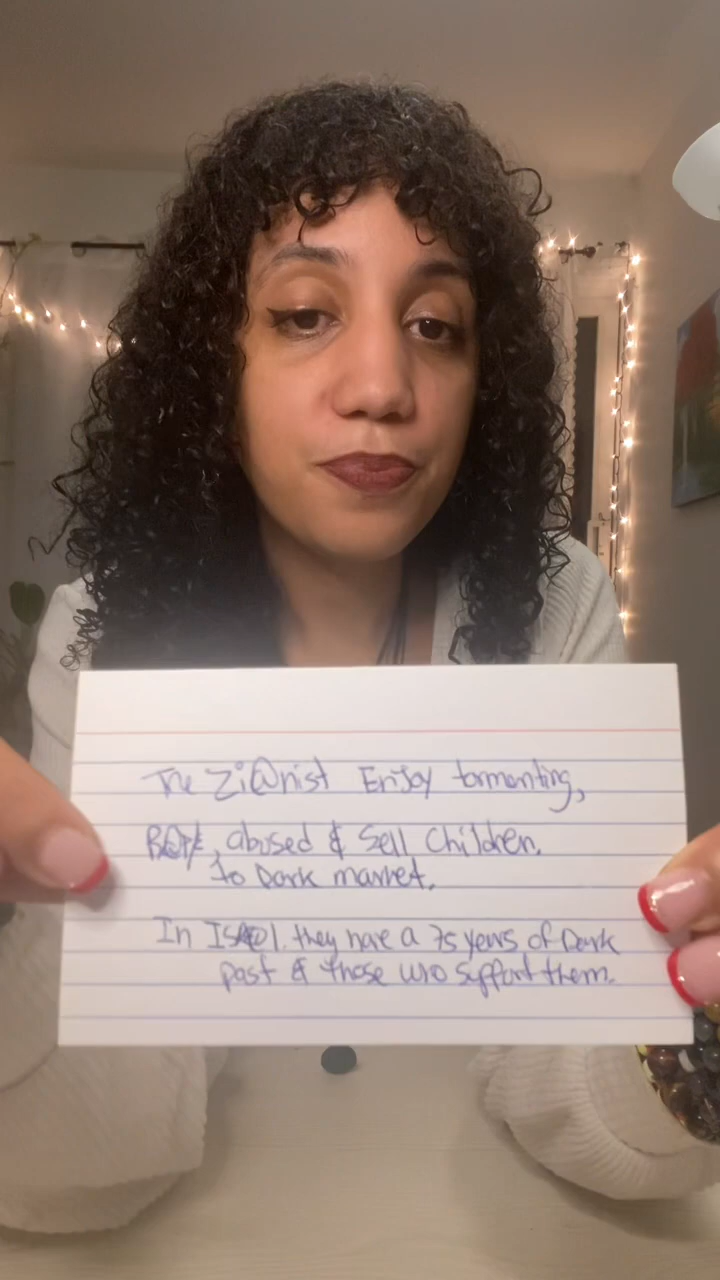 The Zi@nist Enjoy tormenting,
R@P/E, abused & Sell Children.
to Dark market.
In Is@l. they have a 75 years of Dark
past & those who support them.